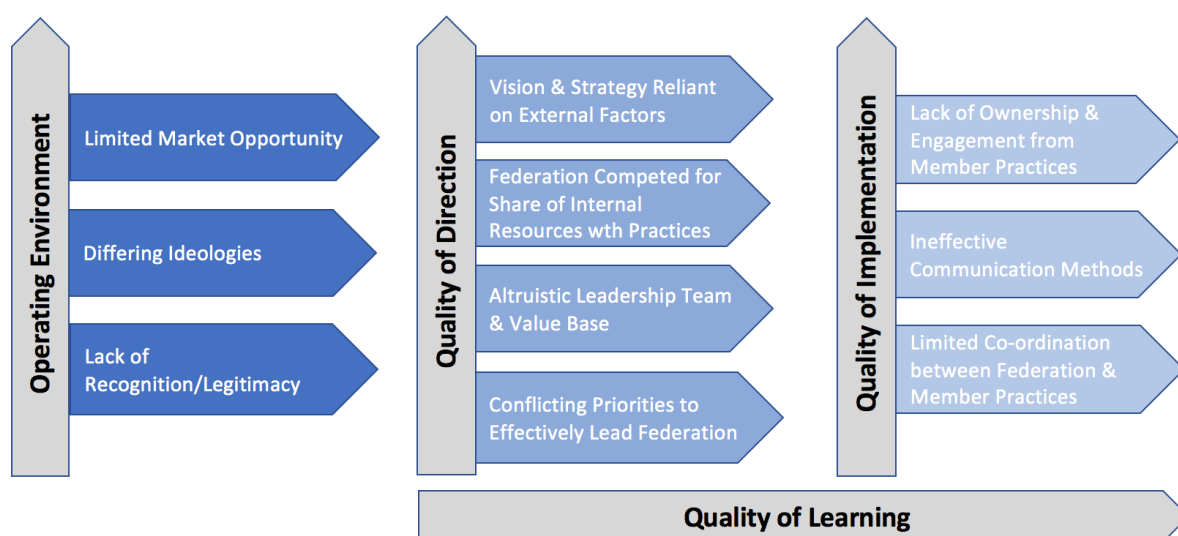 Operating Environment
Limited Market Opportunity
Differing Ideologies
Lack of
Recognition/Legitimacy
Quality of Direction
Vision & Strategy Reliant
on External Factors
Federation Competed for
Share of Internal
Resources wth Practices
Altruistic Leadership Team
& Value Base
Conflicting Priorities to
Effectively Lead Federation
Quality of Implementation
Lack of Ownership &
Engagement from
Member Practices
Ineffective
Communication Methods
Limited Co-ordination
between Federation &
Member Practices
Quality of Learning